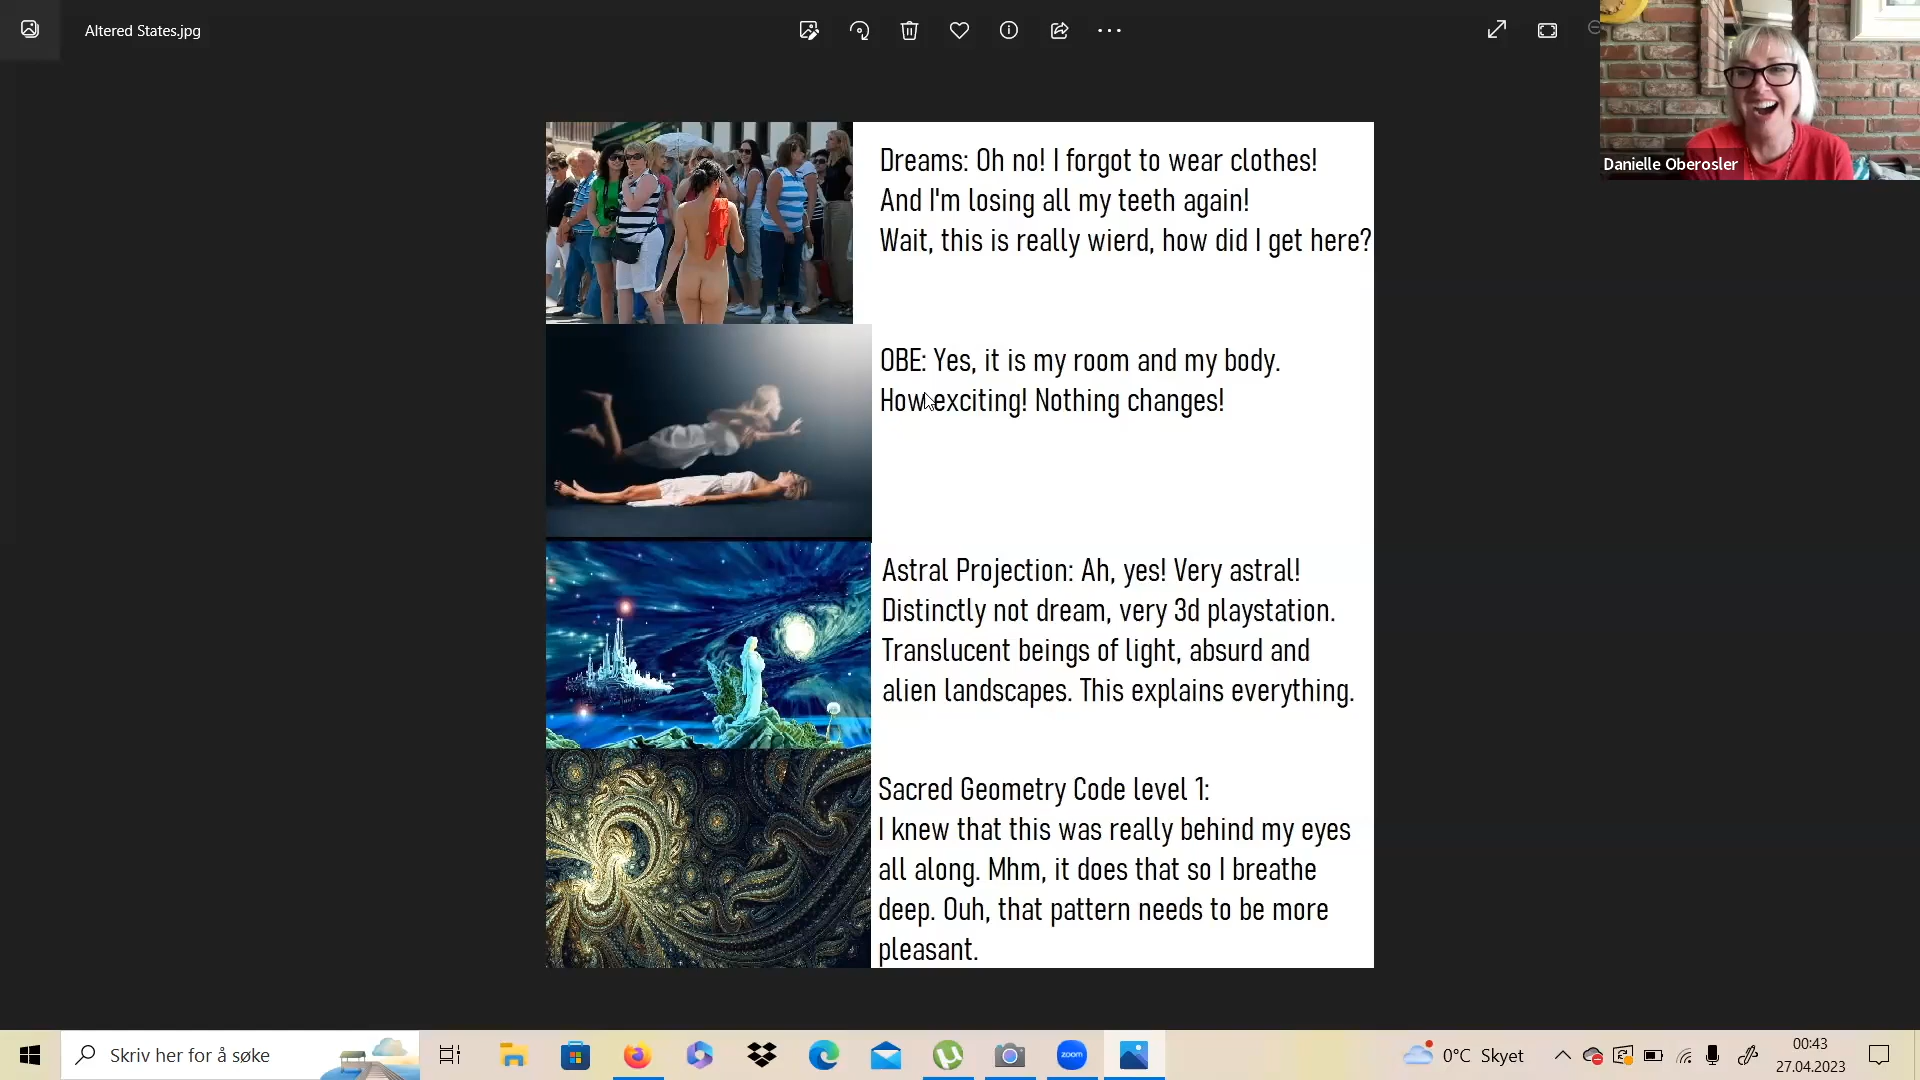 Altered States.jpg
Danielle Oberosler
Dreams: Oh no! I forgot to wear clothes!
And I'm losing all my teeth again!
Wait, this is really wierd, how did I get here?
OBE: Yes, it is my room and my body.
How exciting! Nothing changes!
Astral Projection: Ah, yes! Very astral!
Distinctly not dream, very 3d playstation.
Translucent beings of light, absurd and
alien landscapes. This explains everything.
Sacred Geometry Code level 1:
I knew that this was really behind my eyes
all along. Mhm, it does that so I breathe
deep. Ouh, that pattern needs to be more
pleasant.
Skriv her for å søke
zoom
0°C Skyet
00:43
27.04.2023